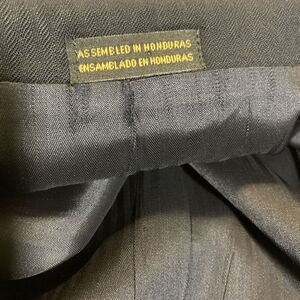 ASSEMBLED IN HONDURAS
ENSAMBLADO EN HONDURAS